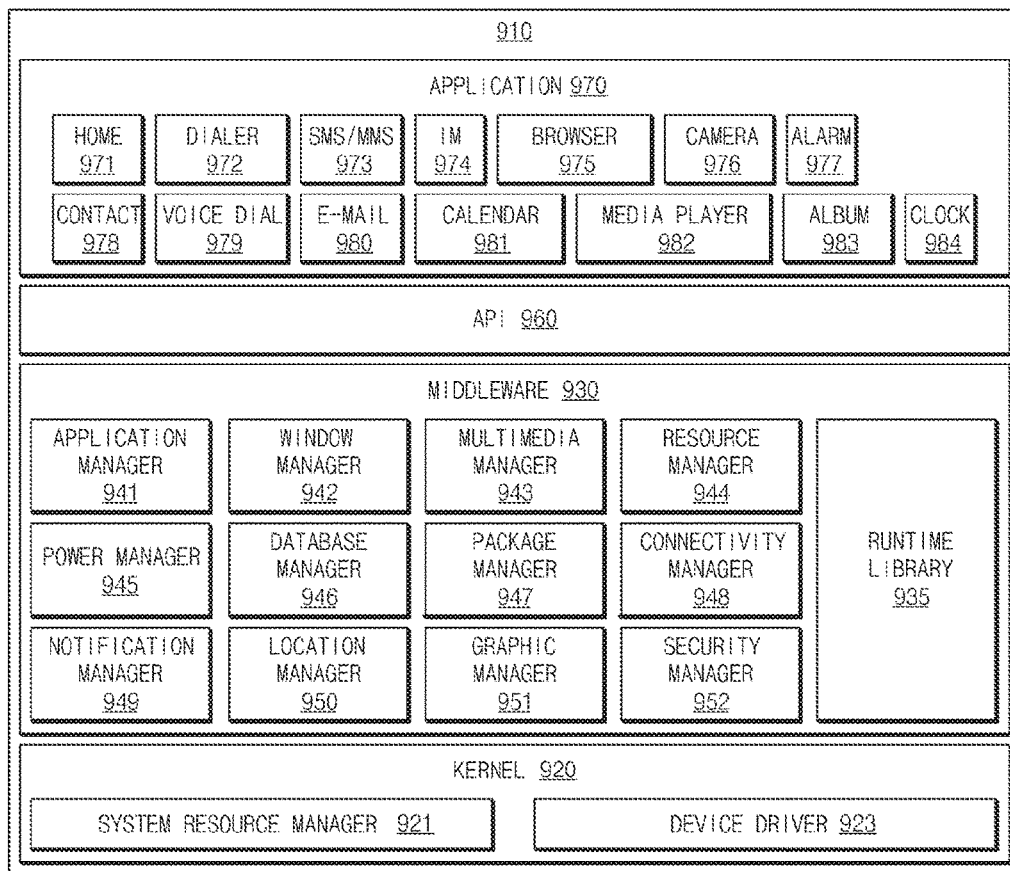 910
APPLICATION 970
HOME
971
DIALER
972
SMS/MMS
973
IM
974
BROWSER
975
CAMERA
976
ALARM
977
CONTACT
978
VOICE DIAL
979
E-MAIL
980
CALENDAR
981
MEDIA PLAYER
982
ALBUM
983
CLOCK
984
API 960
MIDDLEWARE 930
APPLICATION
MANAGER
941
WINDOW
MANAGER
942
MULTIMEDIA
MANAGER
943
RESOURCE
MANAGER
944
POWER MANAGER
945
DATABASE
MANAGER
946
PACKAGE
MANAGER
947
CONNECTIVITY
MANAGER
948
NOTIFICATION
MANAGER
949
LOCATION
MANAGER
950
GRAPHIC
MANAGER
951
SECURITY
MANAGER
952
RUNTIME
LIBRARY
935
KERNEL 920
SYSTEM RESOURCE MANAGER 921
DEVICE DRIVER 923